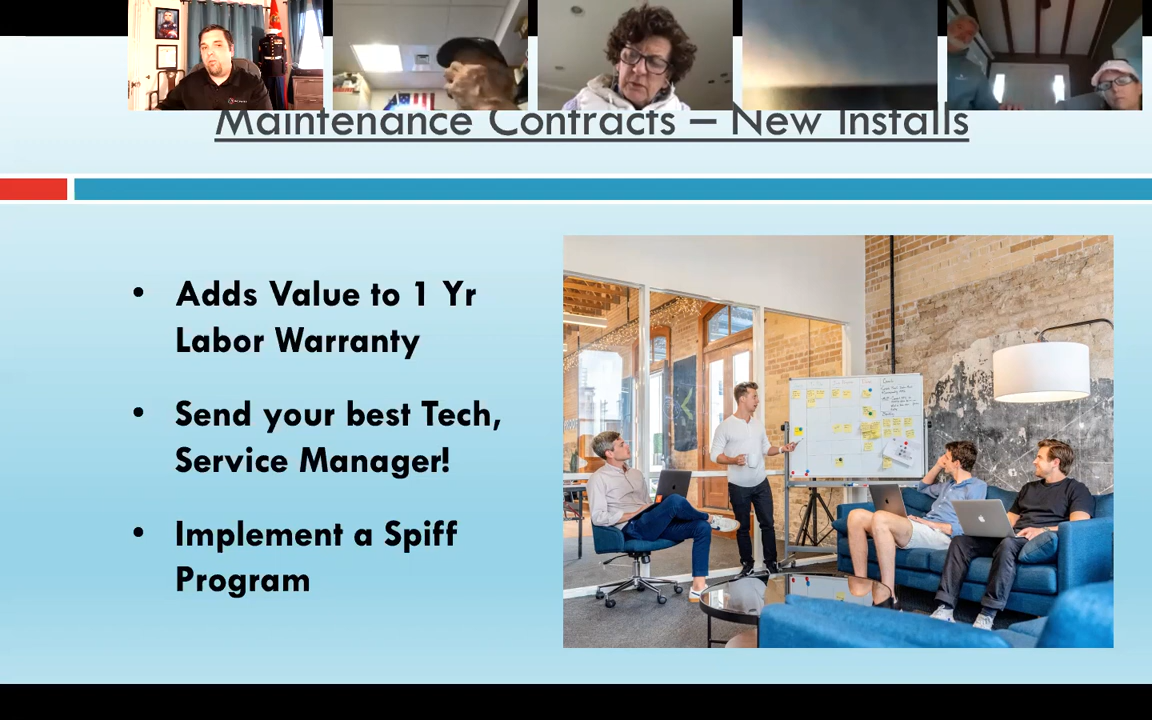 Maintenance Contracts – New Installs
• Adds Value to 1 Yr
Labor Warranty
• Send your best Tech,
Service Manager!
• Implement a Spiff
Program